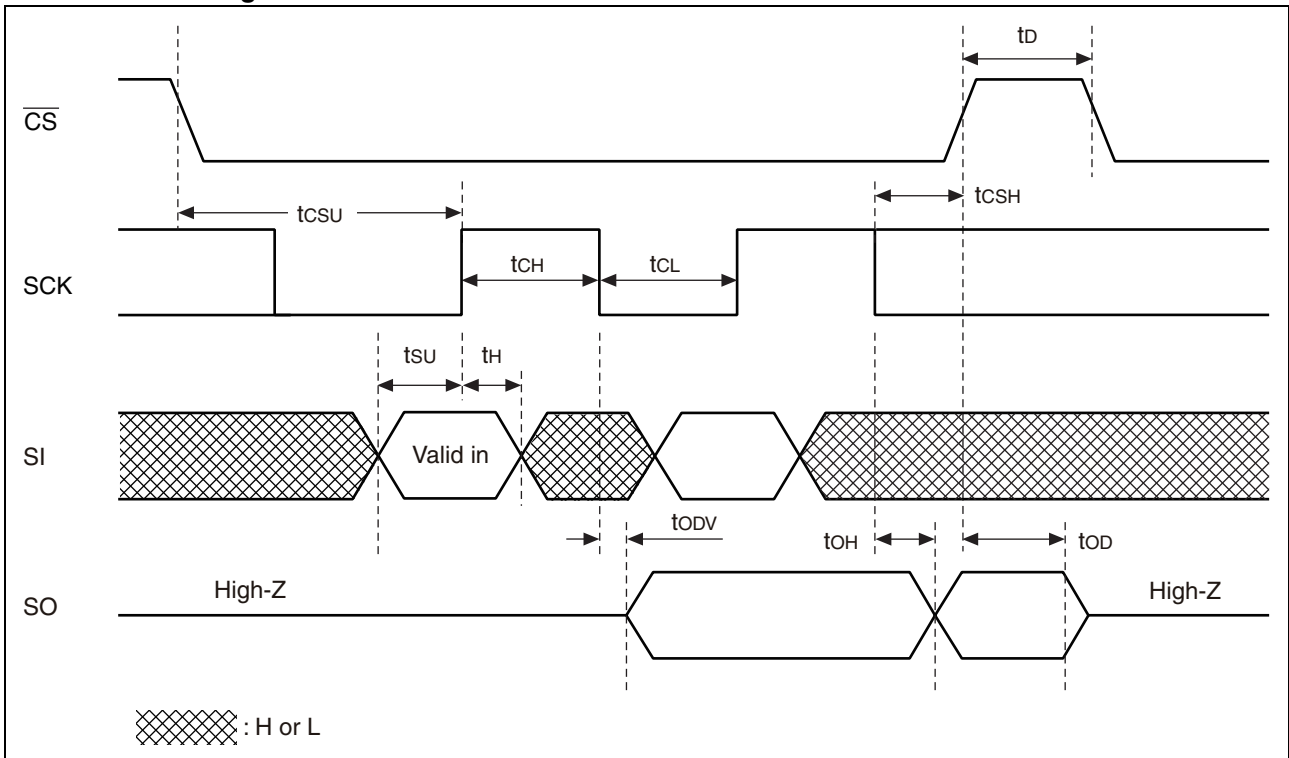 tD
CS
tCSH
tCSU
tCH
tCL
SCK
tSU
tH
SI
Valid in
tODV
tOH
tOD
High-Z
High-Z
SO
: H or L